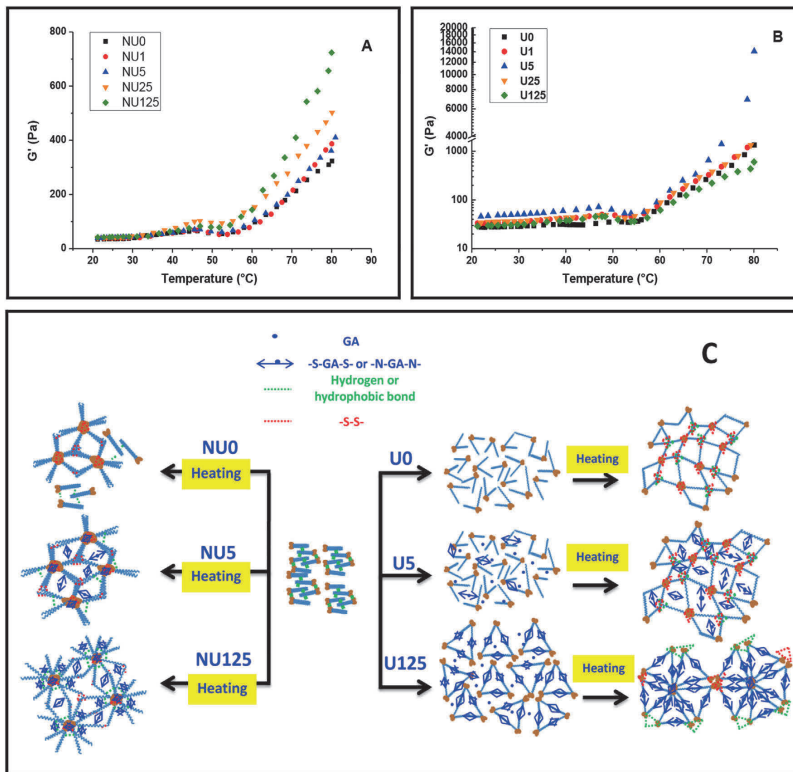 A
NU0
NU1
NU5
NU25
NU125
G' (Pa)
800
600
400
200
0
10 20 30 40 50 60 70 80 90
Temperature (°C)
B
U0
U1
U5
U25
U125
G' (Pa)
20000
18000
16000
14000
12000
10000
8000
6000
4000
2000
1000
100
10
20 30 40 50 60 70 80
Temperature (°C)
C
GA
-S-GA-S- or -N-GA-N-
Hydrogen or
hydrophobic bond
-S-S-
NU0
Heating
NU5
Heating
NU125
Heating
U0
Heating
U5
Heating
U125
Heating